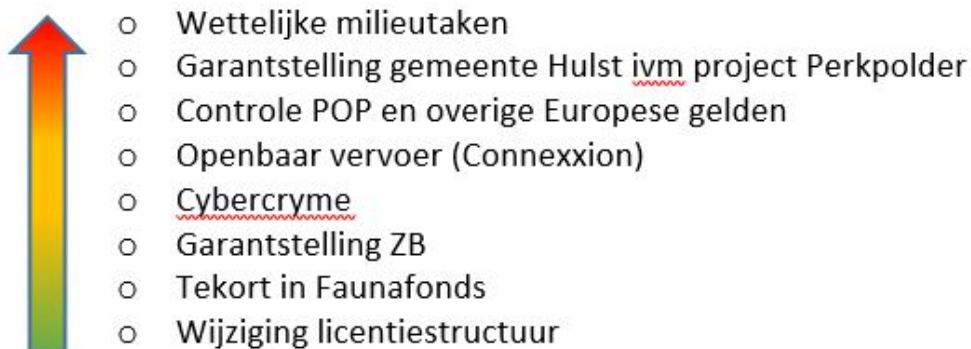 o Wettelijke milieutaken
o Garantstelling gemeente Hulst ivm project Perkpolder
o Controle POP en overige Europese gelden
o Openbaar vervoer (Connexxion)
o Cybercryme
o Garantstelling ZB
o Tekort in Faunafonds
o Wijziging licentiestructuur